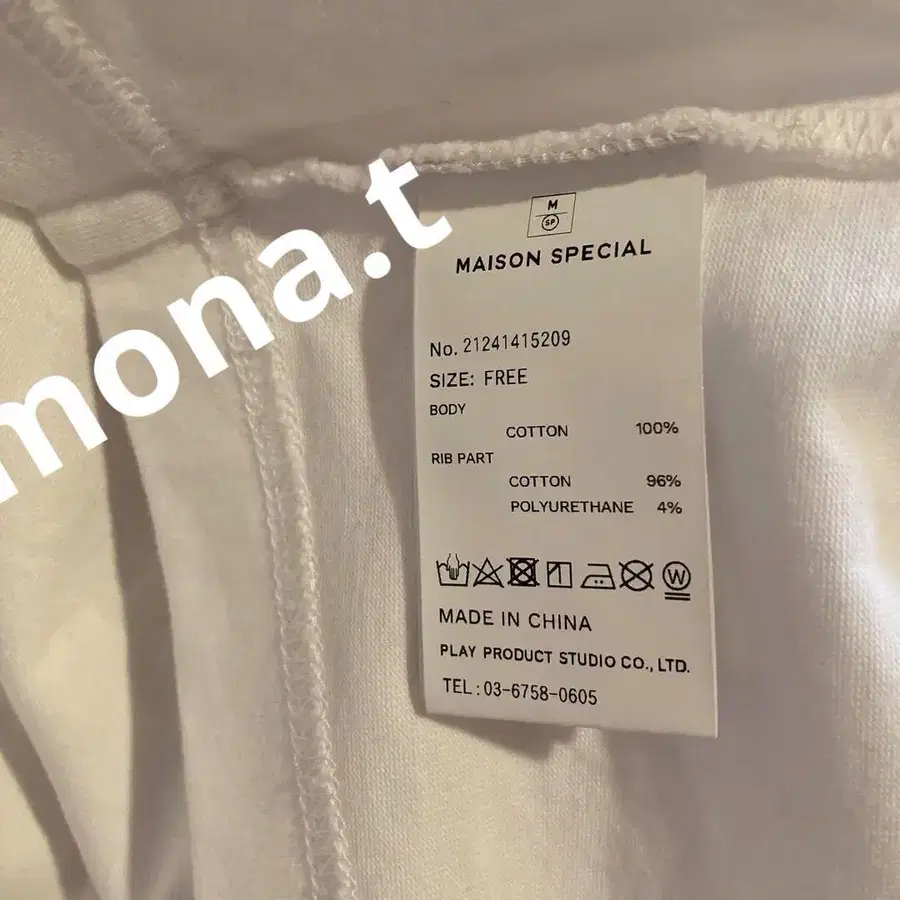 mona.t
M
SP
MAISON SPECIAL
No. 21241415209
SIZE: FREE
BODY
COTTON 100%
RIB PART
COTTON 96%
POLYURETHANE 4%
W
MADE IN CHINA
PLAY PRODUCT STUDIO CO., LTD.
TEL : 03-6758-0605